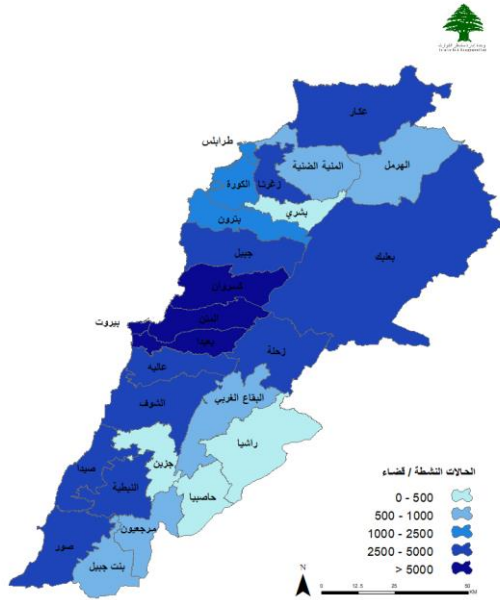 عكار
طرابلس
المنية الضنية
الهرمل
زغرتا
الكورة
بشري
بترون
جبيل
بعلبك
كسروان
المتن
بيروت
بعبدا
زحلة
عاليه
البقاع الغربي
الشوف
راشيا
جزين
صيدا
النبطية
حاصبيا
مرجعيون
صور
بنت جبيل
الحالات النشطة / قضاء
0 - 500
500 - 1000
1000 - 2500
2500 - 5000
> 5000
N
0 12.5 25 50
KM